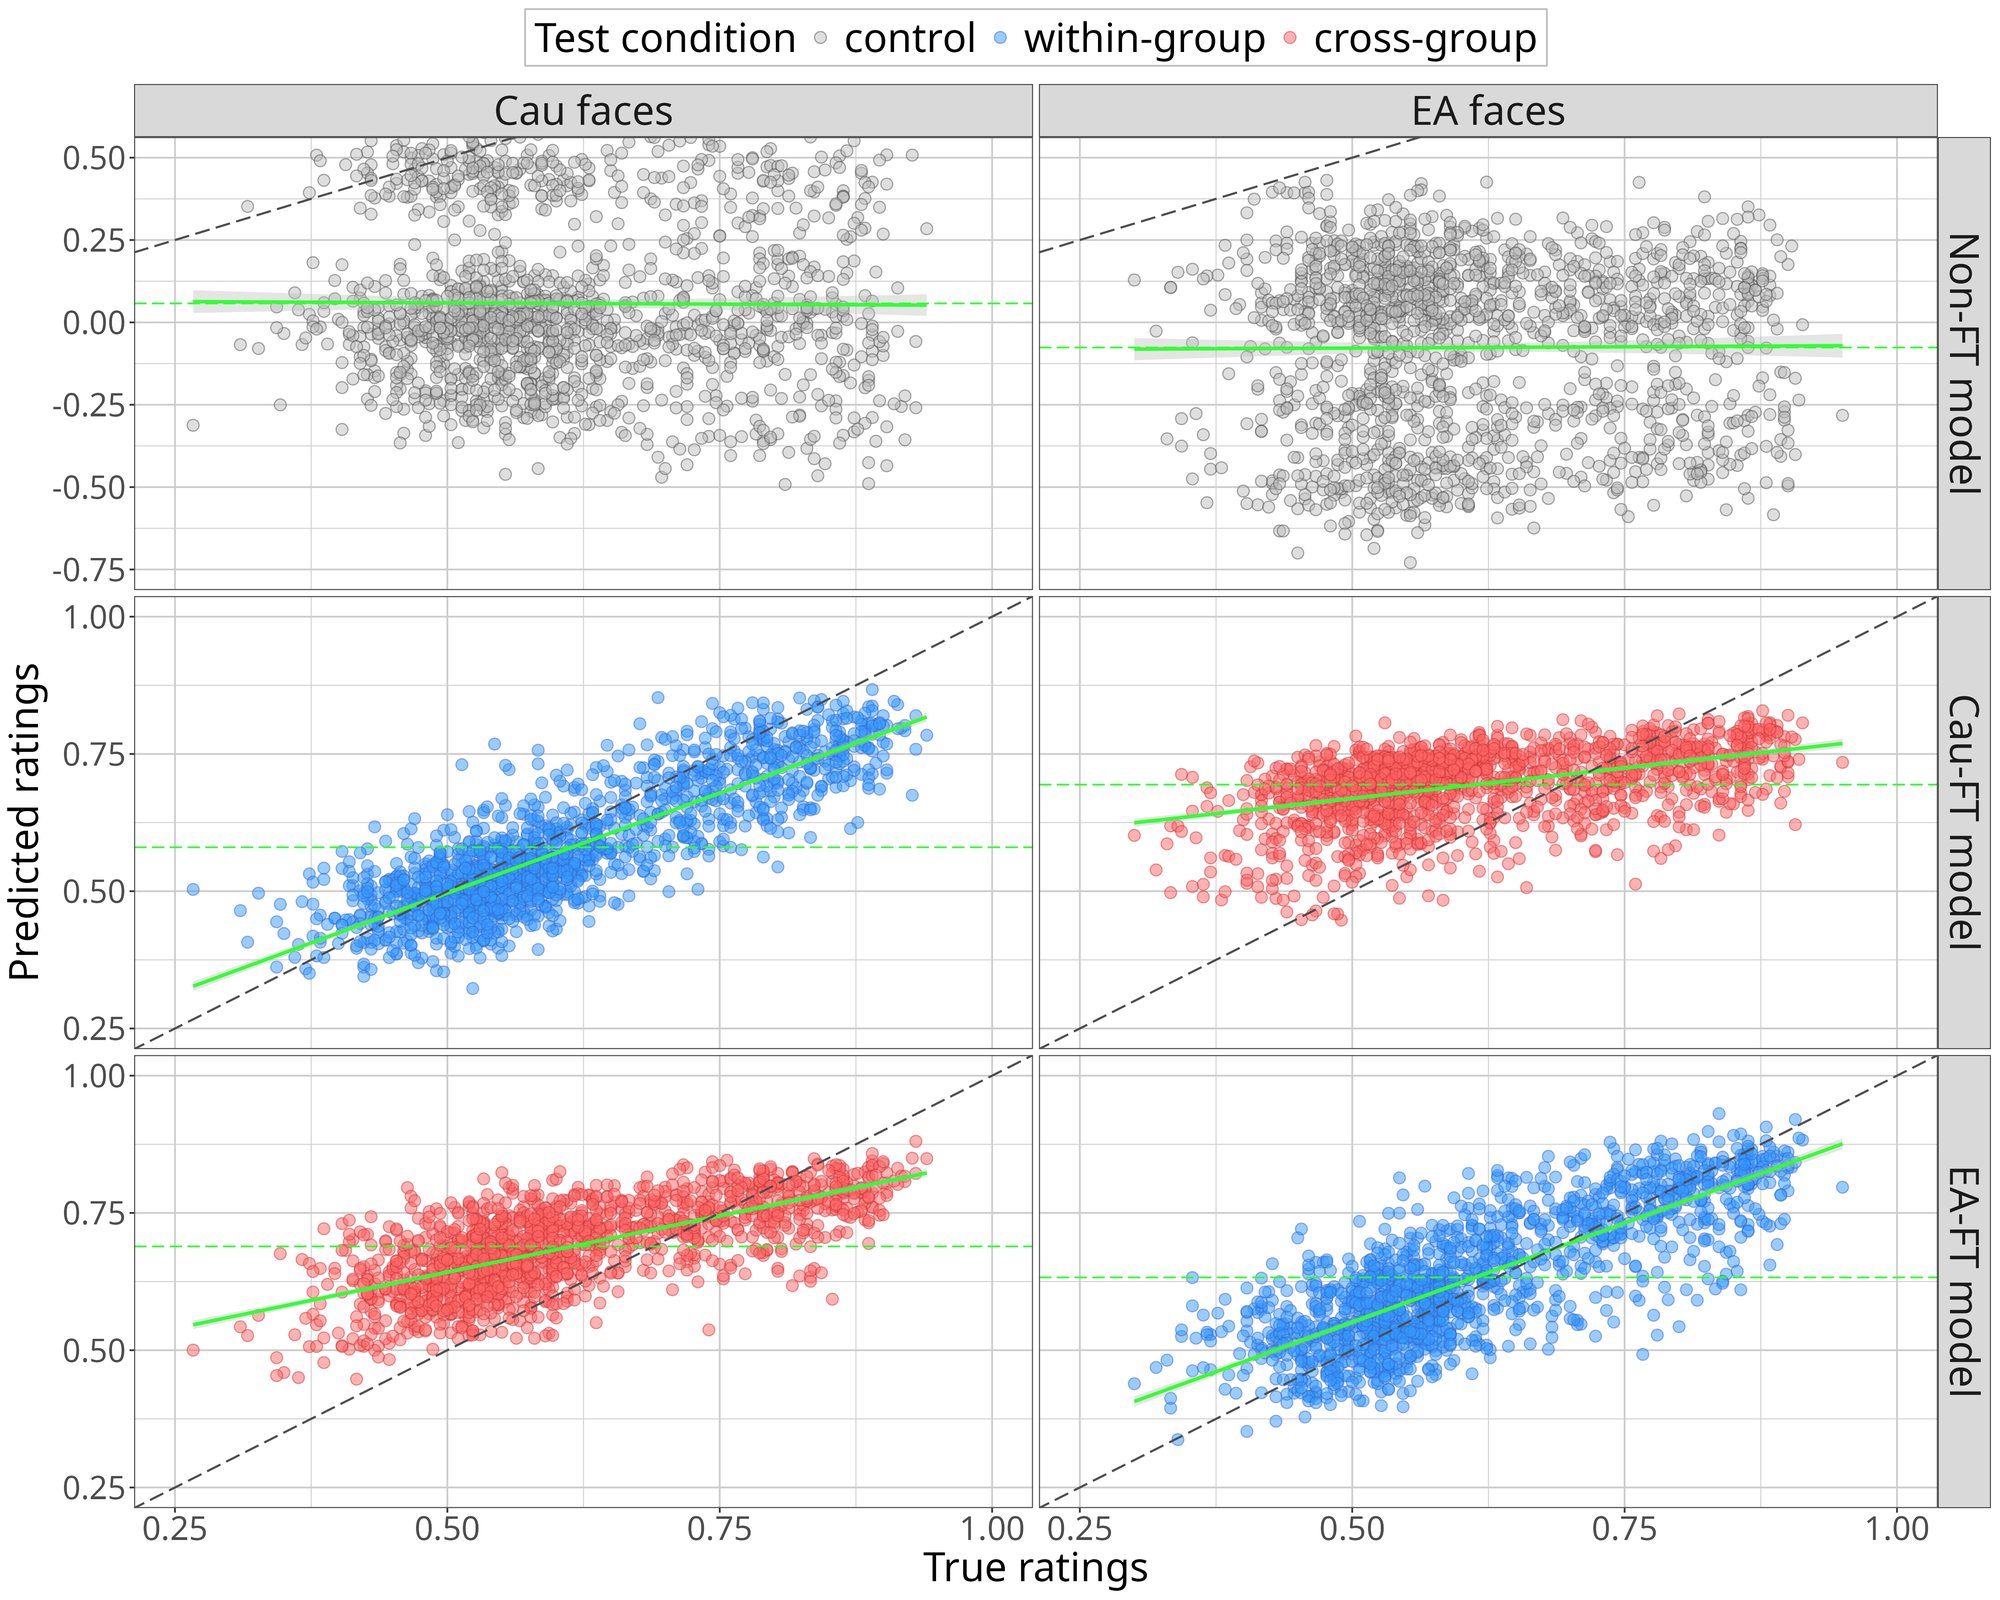 Test condition control within-group cross-group
Cau faces EA faces
0.50
0.25
0.00
-0.25
-0.50
-0.75
Non-FT model
Predicted ratings
1.00
0.75
0.50
0.25
Cau-FT model
1.00
0.75
0.50
0.25
EA-FT model
0.25 0.50 0.75 1.00 0.25 0.50 0.75 1.00
True ratings